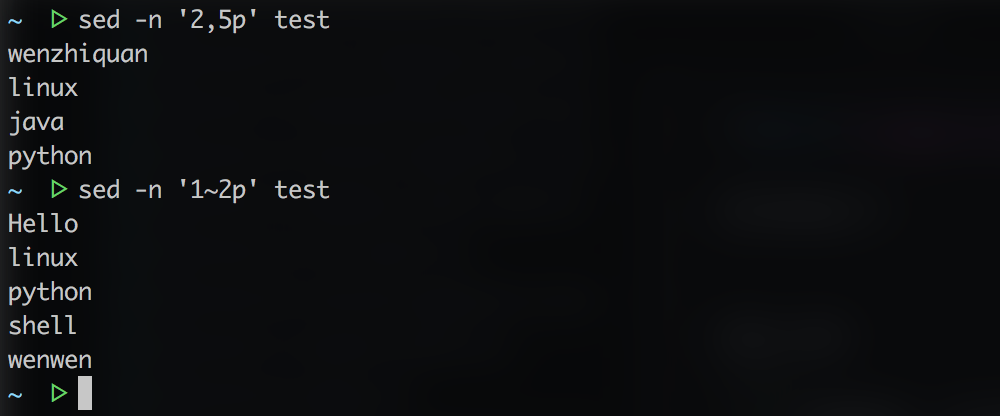 ~ ▷ sed -n '2,5p' test
wenzhiquan
linux
java
python
~ ▷ sed -n '1~2p' test
Hello
linux
python
shell
wenwen
~ ▷